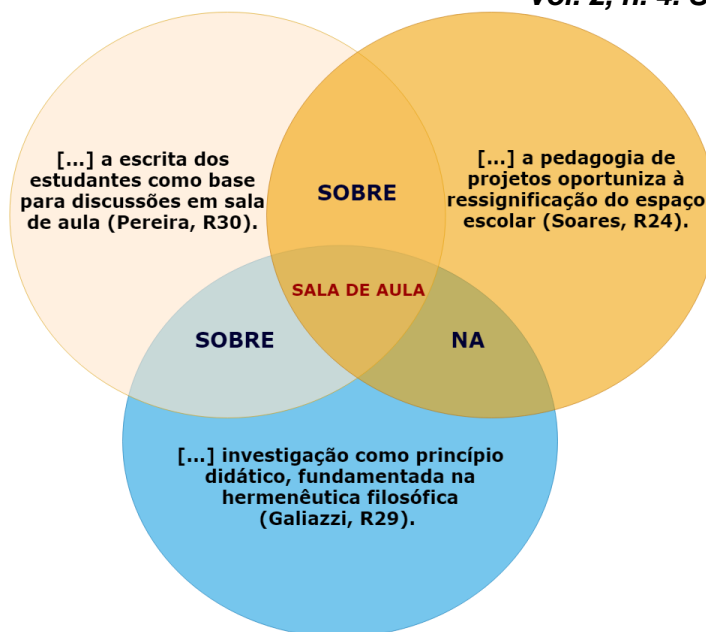 Vol. 2, n. 4. S
[...] a escrita dos
estudantes como base
para discussões em sala
de aula (Pereira, R30).
SOBRE
[...] a pedagogia de
projetos oportuniza à
ressignificação do espaço
escolar (Soares, R24).
SALA DE AULA
SOBRE
NA
[...] investigação como princípio
didático, fundamentada na
hermenêutica filosófica
(Galiazzi, R29).